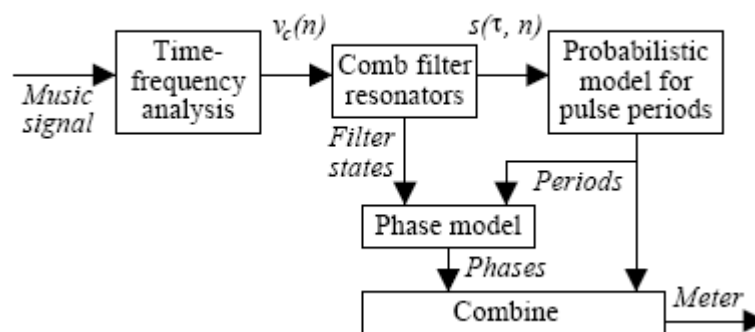 v_c(n)
s(τ, n)
Time-
frequency
analysis
Comb filter
resonators
Probabilistic
model for
pulse periods
Music
signal
Filter
states
Periods
Phase model
Phases
Combine
Meter